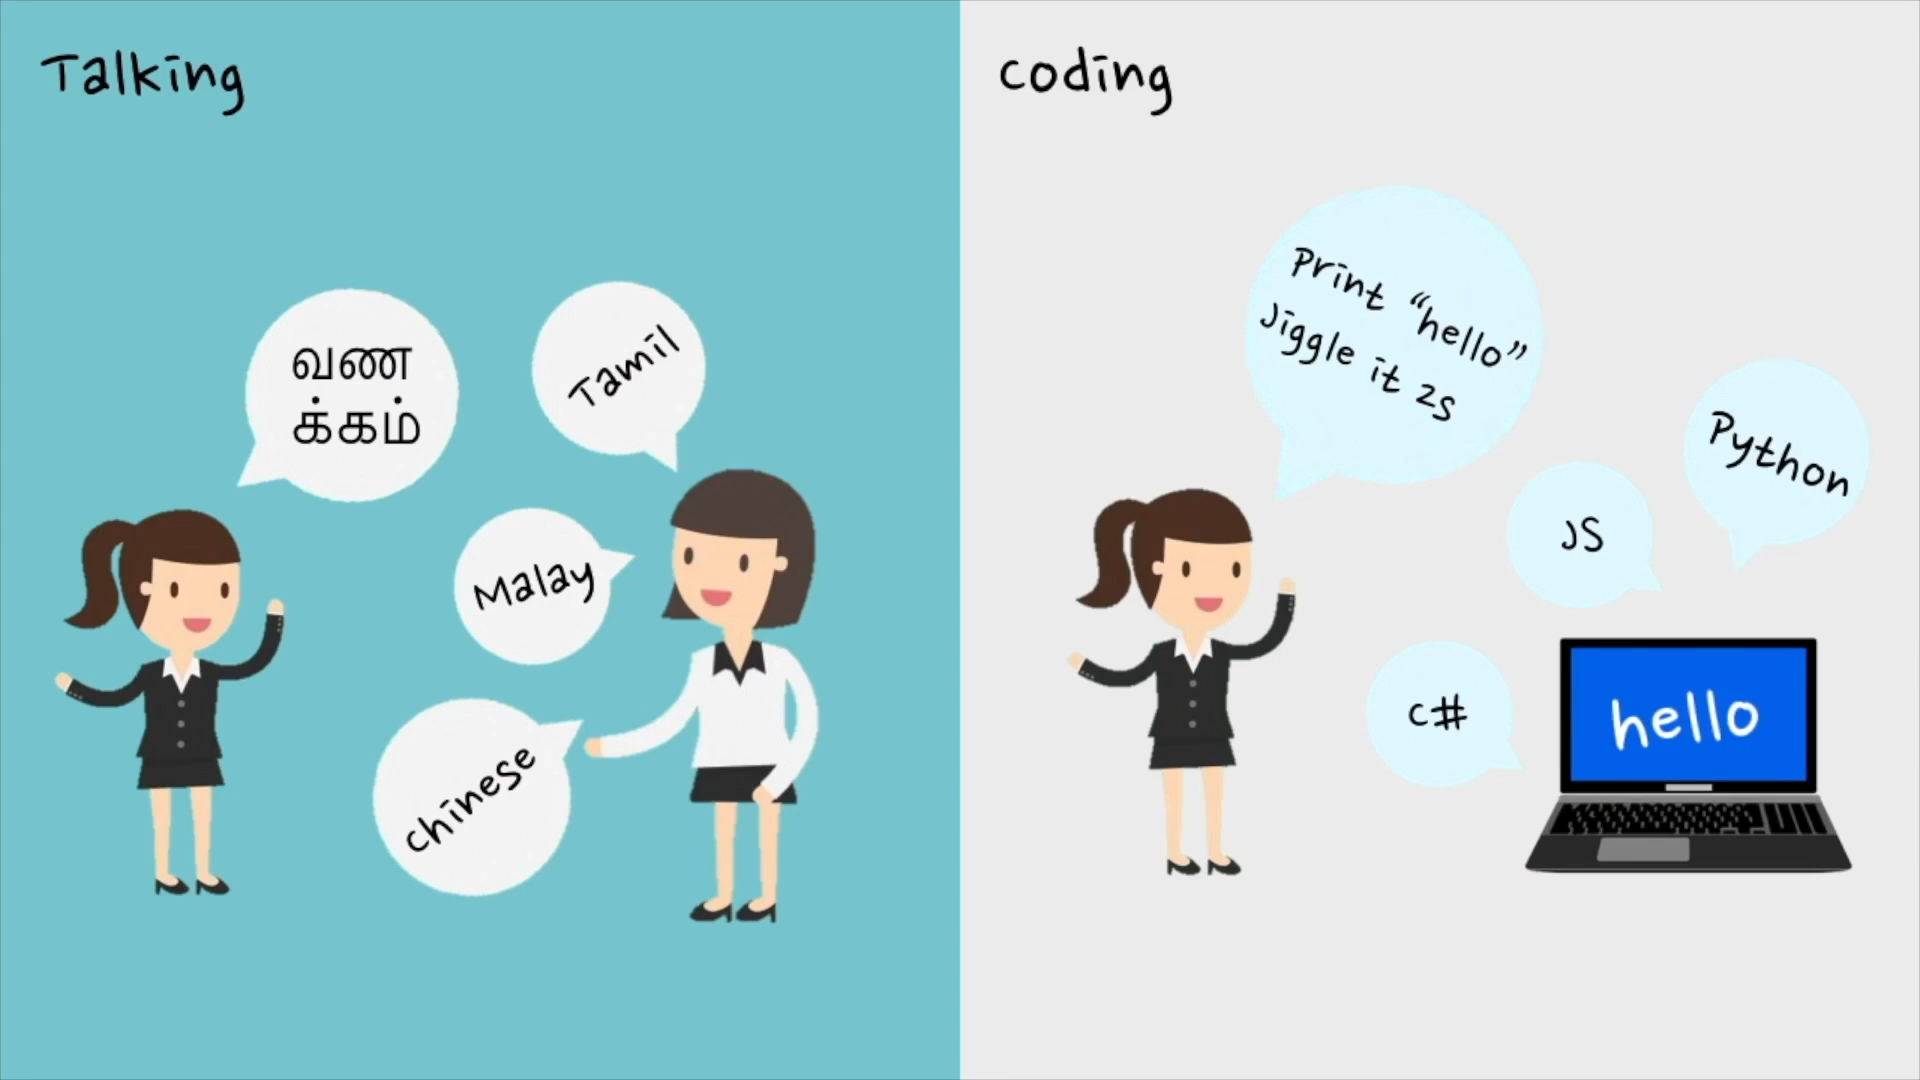 Talking
வண
க்கம்
Tamil
Malay
chinese
coding
Print "hello"
Jiggle it 2s
Python
JS
C#
hello